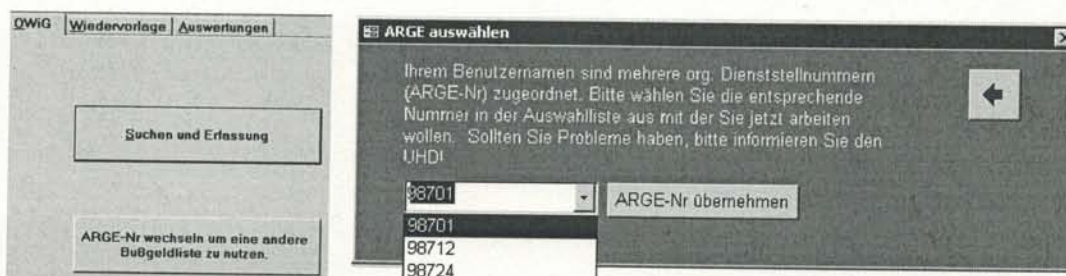 OWiG Wiedervorlage Auswertungen
Suchen und Erfassung
ARGE-Nr wechseln um eine andere
Bußgeldliste zu nutzen.
ARGE auswählen
Ihrem Benutzernamen sind mehrere org. Dienststellnummern
(ARGE-Nr) zugeordnet. Bitte wählen Sie die entsprechende
Nummer in der Auswahlliste aus mit der Sie jetzt arbeiten
wollen. Sollten Sie Probleme haben, bitte informieren Sie den
UHD!
98701 ARGE-Nr übernehmen
98701
98712
98724